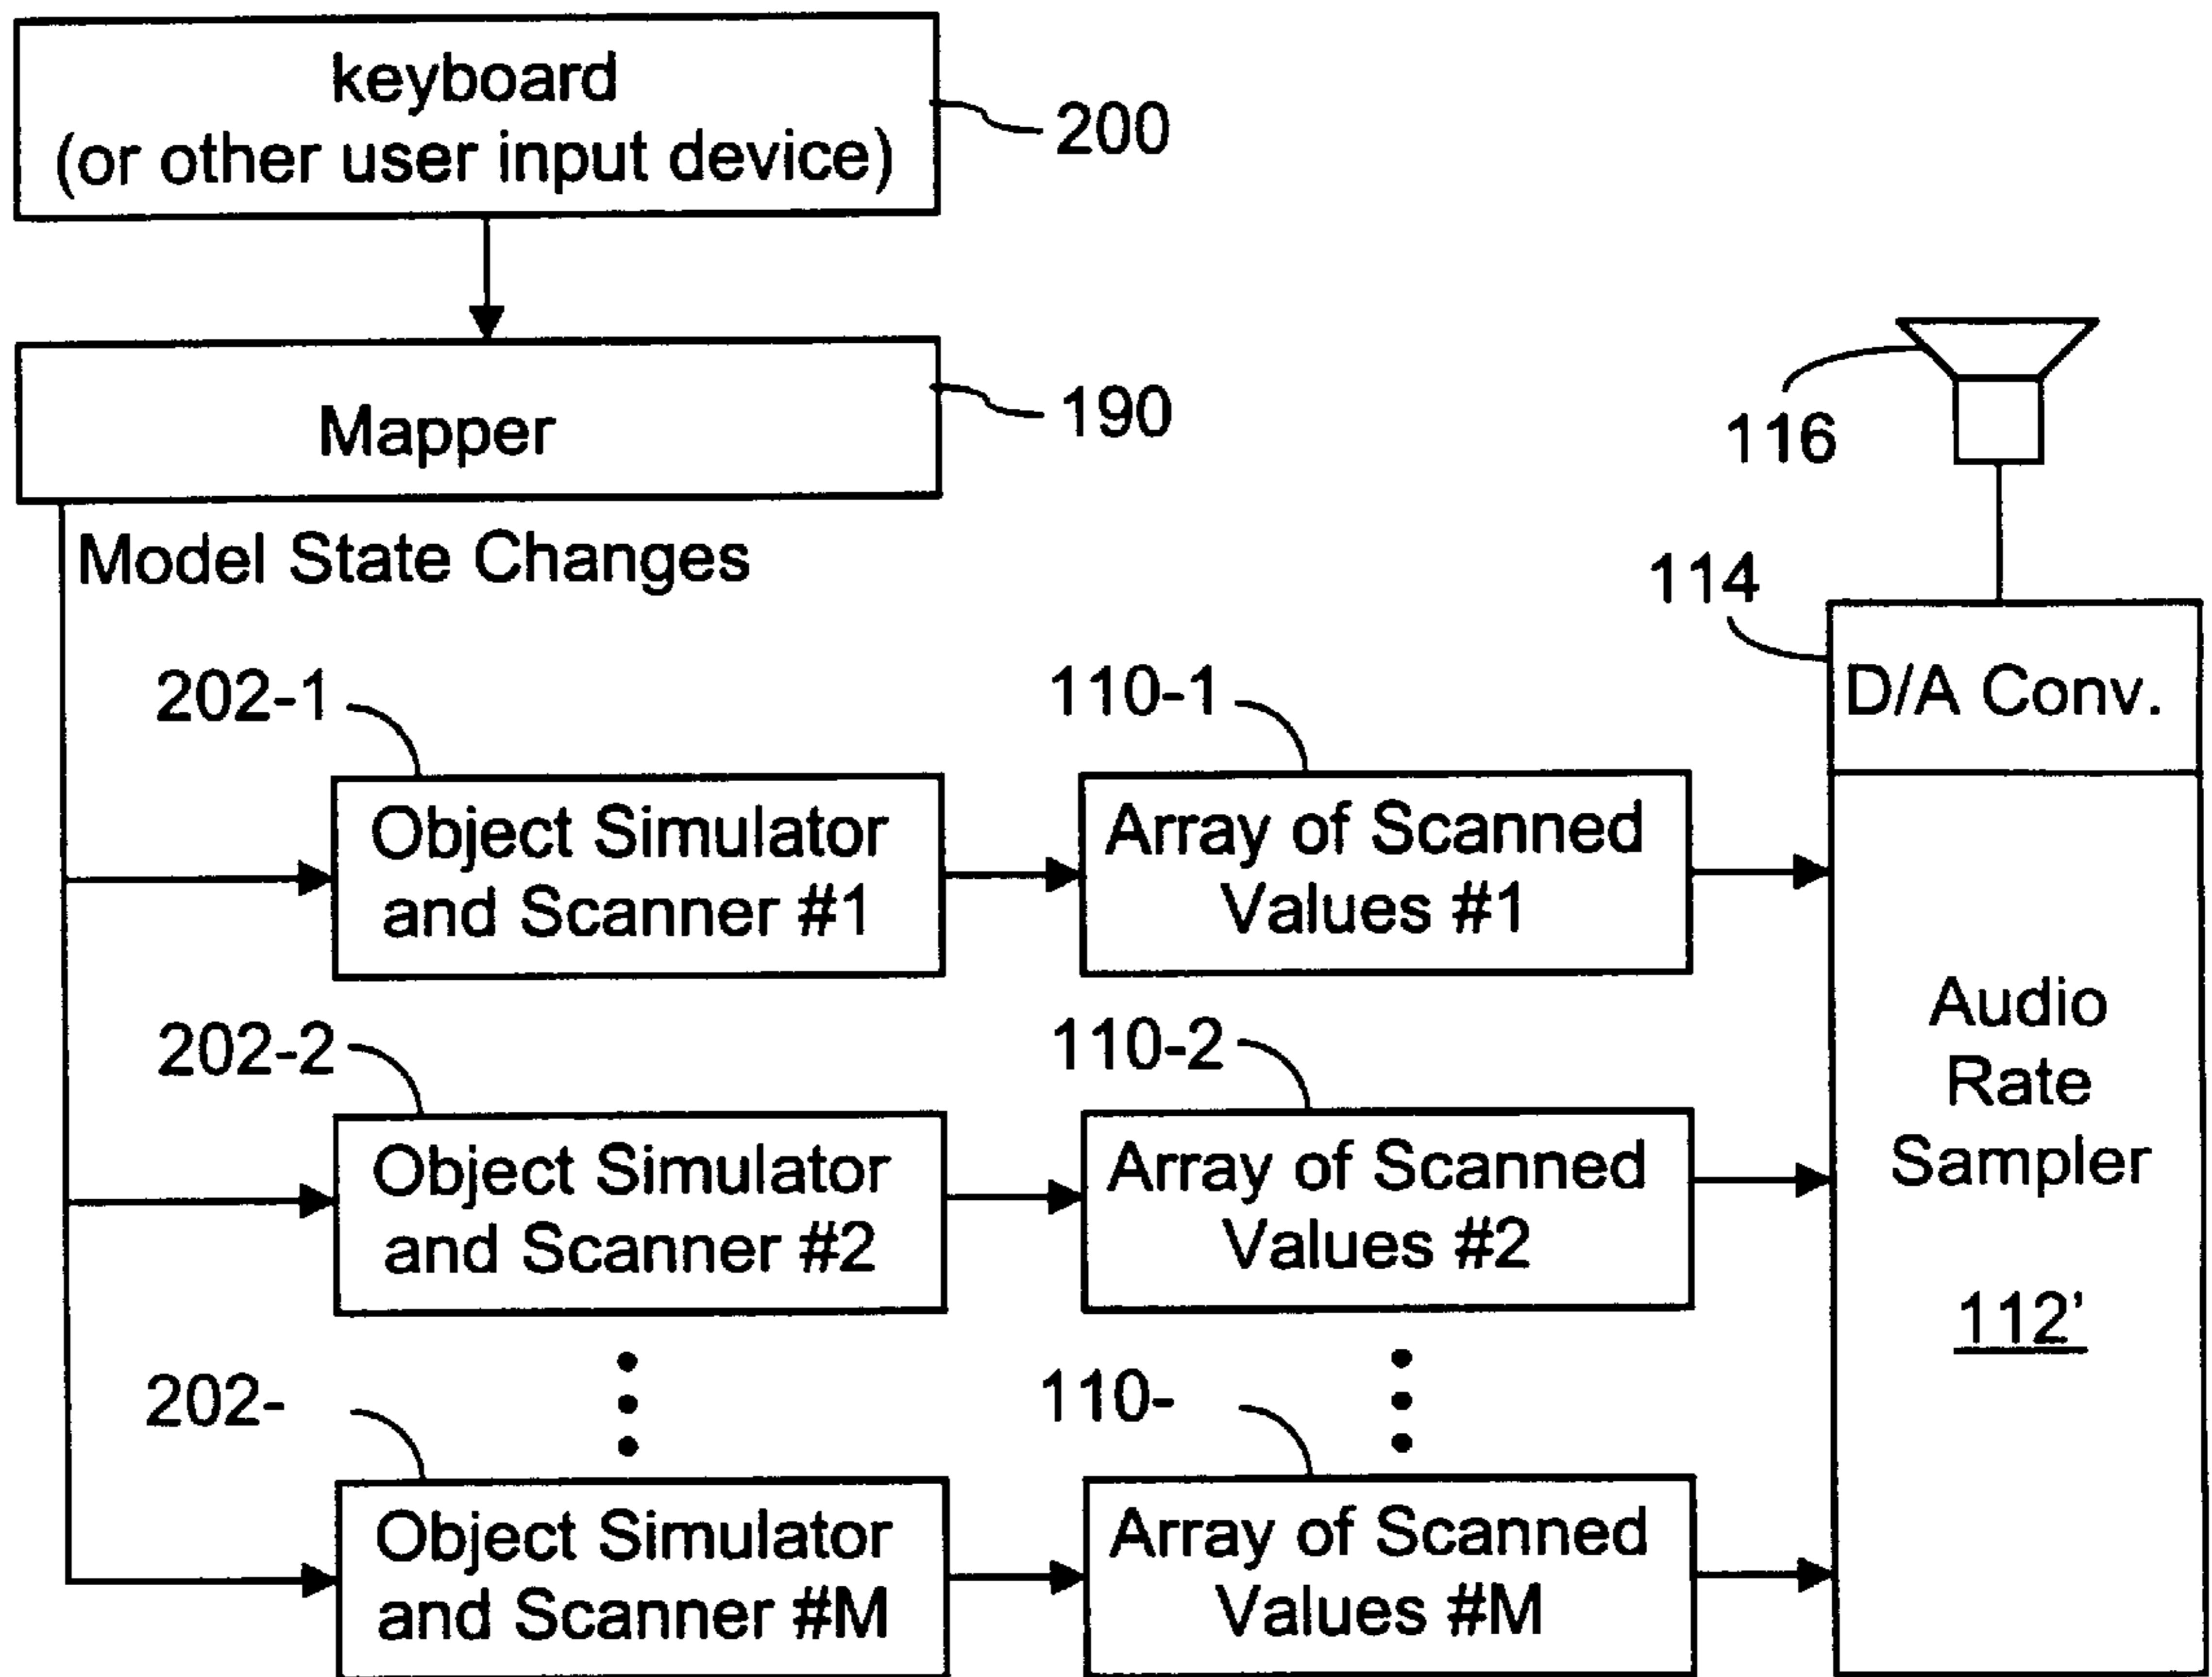 keyboard
(or other user input device)
200
Mapper
190
116
Model State Changes
114
D/A Conv.
202-1
110-1
Object Simulator
and Scanner #1
Array of Scanned
Values #1
Audio
Rate
Sampler
112’
202-2
110-2
Object Simulator
and Scanner #2
Array of Scanned
Values #2
202-
110-
Object Simulator
and Scanner #M
Array of Scanned
Values #M